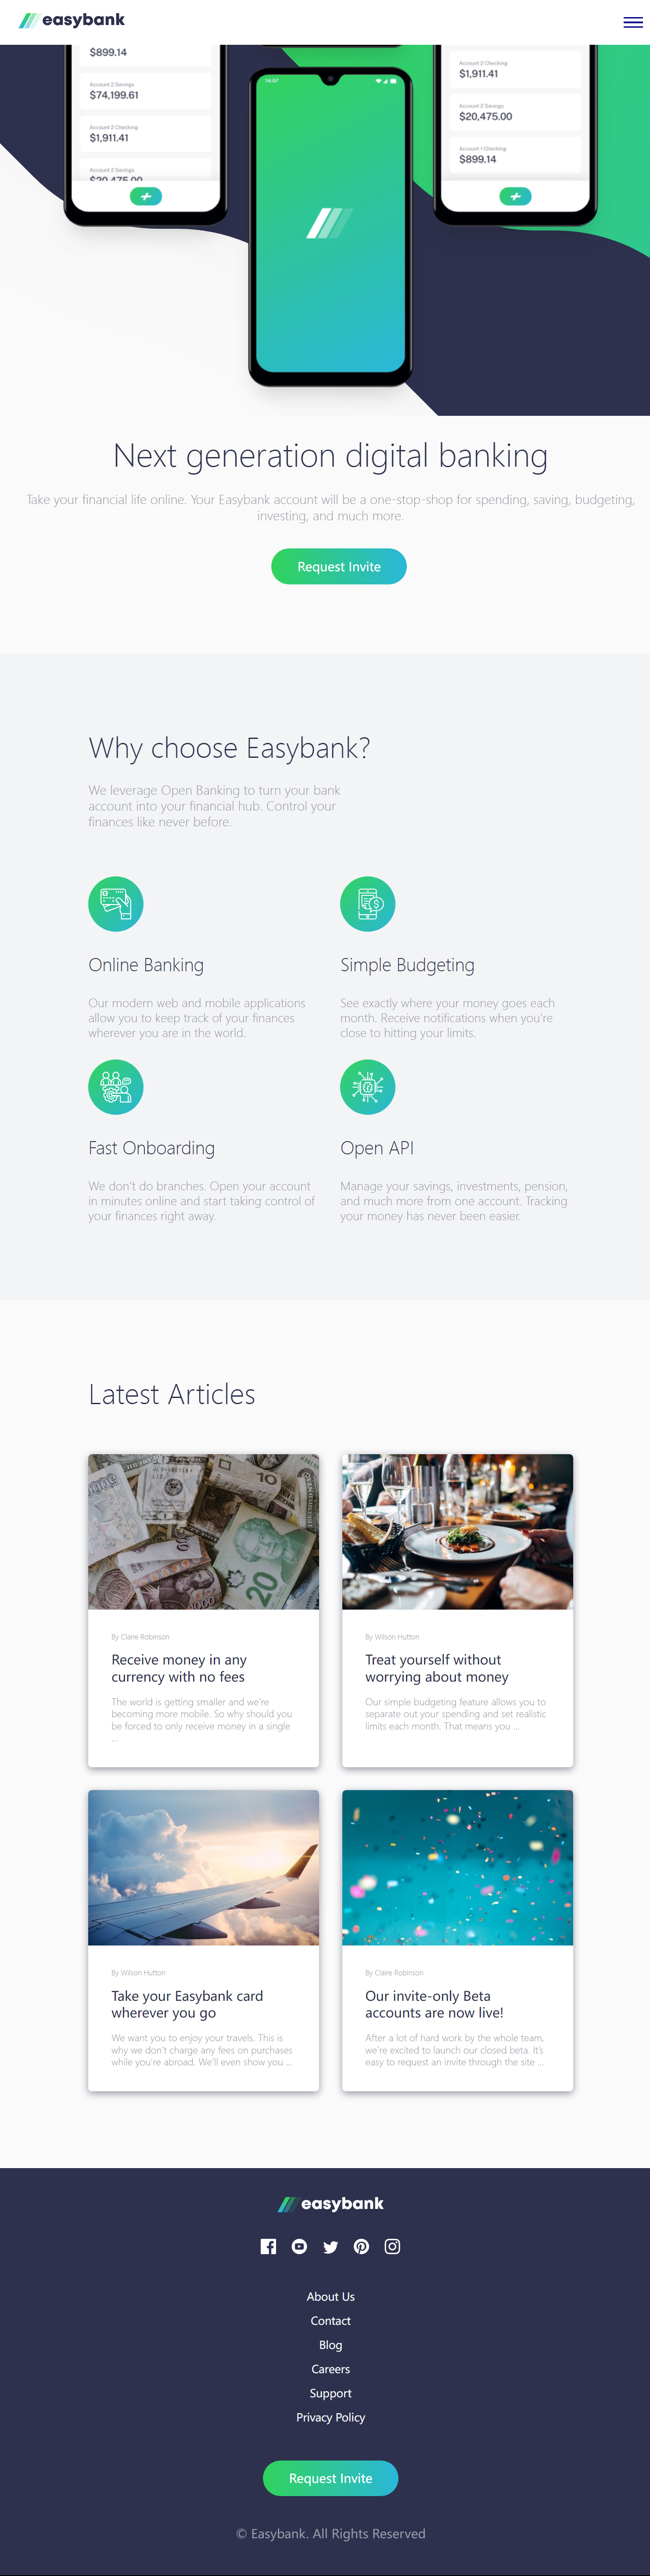 easybank
$899.14
Account 2 Savings
$74,199.61
Account 2 Checking
$1,911.41
Account 2 Savings
$20,475.00
14:07
Account 2 Checking
$1,911.41
Account 2 Savings
$20,475.00
Account 1 Checking
$899.14
Next generation digital banking
Take your financial life online. Your Easybank account will be a one-stop-shop for spending, saving, budgeting,
investing, and much more.
Request Invite
Why choose Easybank?
We leverage Open Banking to turn your bank
account into your financial hub. Control your
finances like never before.
Online Banking
Our modern web and mobile applications
allow you to keep track of your finances
wherever you are in the world.
Simple Budgeting
See exactly where your money goes each
month. Receive notifications when you're
close to hitting your limits.
Fast Onboarding
We don't do branches. Open your account
in minutes online and start taking control of
your finances right away.
Open API
Manage your savings, investments, pension,
and much more from one account. Tracking
your money has never been easier.
Latest Articles
10
20
By Claire Robinson
Receive money in any
currency with no fees
The world is getting smaller and we're
becoming more mobile. So why should you
be forced to only receive money in a single
...
By Wilson Hutton
Treat yourself without
worrying about money
Our simple budgeting feature allows you to
separate out your spending and set realistic
limits each month. That means you ...
By Wilson Hutton
Take your Easybank card
wherever you go
We want you to enjoy your travels. This is
why we don't charge any fees on purchases
while you're abroad. We'll even show you ...
By Claire Robinson
Our invite-only Beta
accounts are now live!
After a lot of hard work by the whole team,
we're excited to launch our closed beta. It's
easy to request an invite through the site ...
easybank
About Us
Contact
Blog
Careers
Support
Privacy Policy
Request Invite
© Easybank. All Rights Reserved